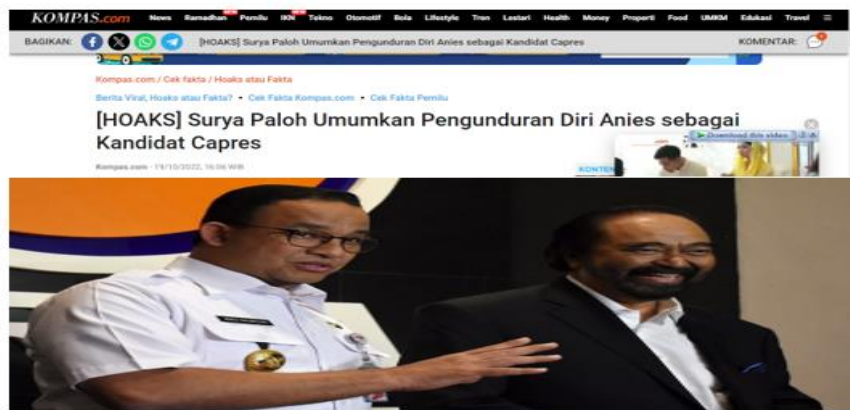 KOMPAS.com News Ramadhan Pemilu IKN Tekno Otomotif Bola Lifestyle Tren Lestari Health Money Properti Food UMKM Edukasi Travel
BAGIKAN: [HOAKS] Surya Paloh Umumkan Pengunduran Diri Anies sebagai Kandidat Capres KOMENTAR:
Kompas.com / Cek fakta / Hoaks atau Fakta
Berita Viral, Hoaks atau Fakta? • Cek Fakta Kompas.com • Cek Fakta Pemilu
[HOAKS] Surya Paloh Umumkan Pengunduran Diri Anies sebagai
Kandidat Capres
Download this video
Kompas.com - 19/10/2022, 16:06 WIB
KONTEN